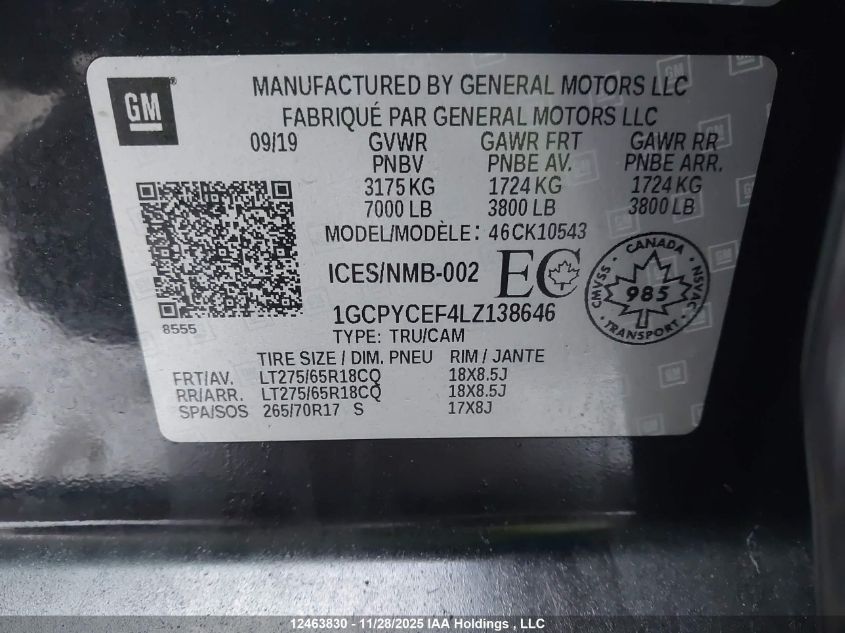 GM
MANUFACTURED BY GENERAL MOTORS LLC
FABRIQUÉ PAR GENERAL MOTORS LLC
09/19 GVWR GAWR FRT GAWR RR
PNBV PNBE AV. PNBE ARR.
3175 KG 1724 KG 1724 KG
7000 LB 3800 LB 3800 LB
MODEL/MODÈLE: 46CK10543
ICES/NMB-002 EC
CANADA
CMVSS 985 NSVAC
TRANSPORT
1GCPYCEF4LZ138646
8555
TYPE: TRU/CAM
TIRE SIZE / DIM. PNEU RIM / JANTE
FRT/AV. LT275/65R18CQ 18X8.5J
RR/ARR. LT275/65R18CQ 18X8.5J
SPA/SOS 265/70R17 S 17X8J
12463830 - 11/28/2025 IAA Holdings , LLC